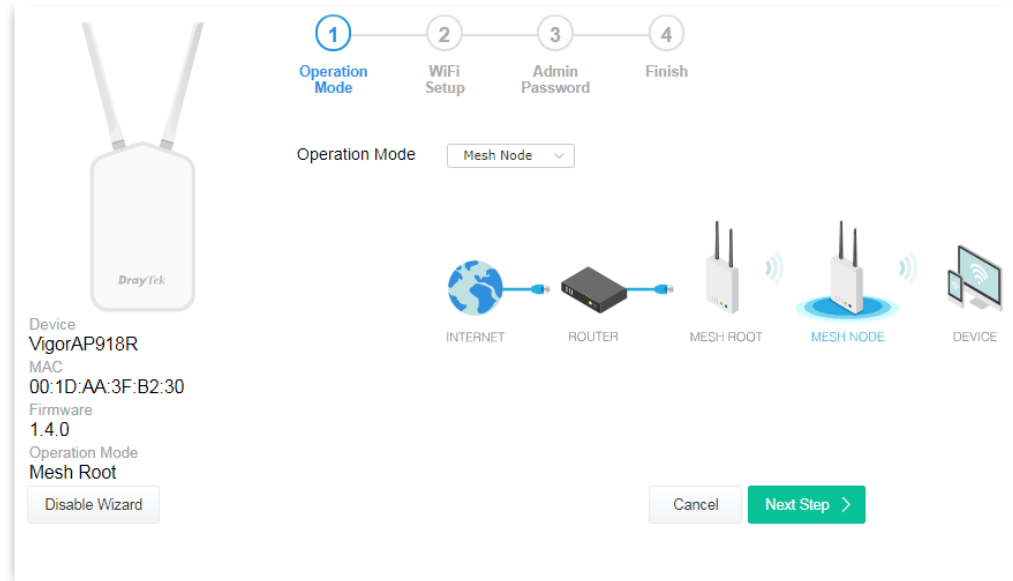 1
2
3
4
Operation
Mode
WiFi
Setup
Admin
Password
Finish
Operation Mode
Mesh Node
DrayTek
INTERNET
ROUTER
MESH ROOT
MESH NODE
DEVICE
Device
VigorAP918R
MAC
00:1D:AA:3F:B2:30
Firmware
1.4.0
Operation Mode
Mesh Root
Disable Wizard
Cancel
Next Step